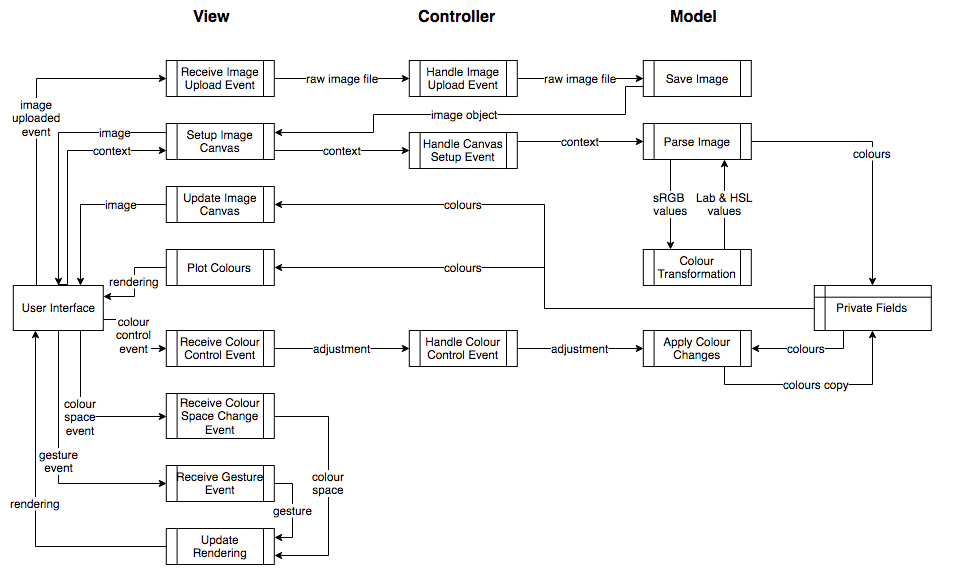 View
Controller
Model
Receive Image
Upload Event
raw image file
Handle Image
Upload Event
raw image file
Save Image
image
uploaded
event
image object
image
context
Setup Image
Canvas
context
Handle Canvas
Setup Event
context
Parse Image
colours
Update Image
Canvas
image
colours
sRGB
values
Lab & HSL
values
Plot Colours
rendering
colours
Colour
Transformation
User Interface
Private Fields
colour
control
event
Receive Colour
Control Event
adjustment
Handle Colour
Control Event
adjustment
Apply Colour
Changes
colours
colours copy
colour
space
event
Receive Colour
Space Change
Event
gesture
event
Receive Gesture
Event
colour
space
gesture
rendering
Update
Rendering